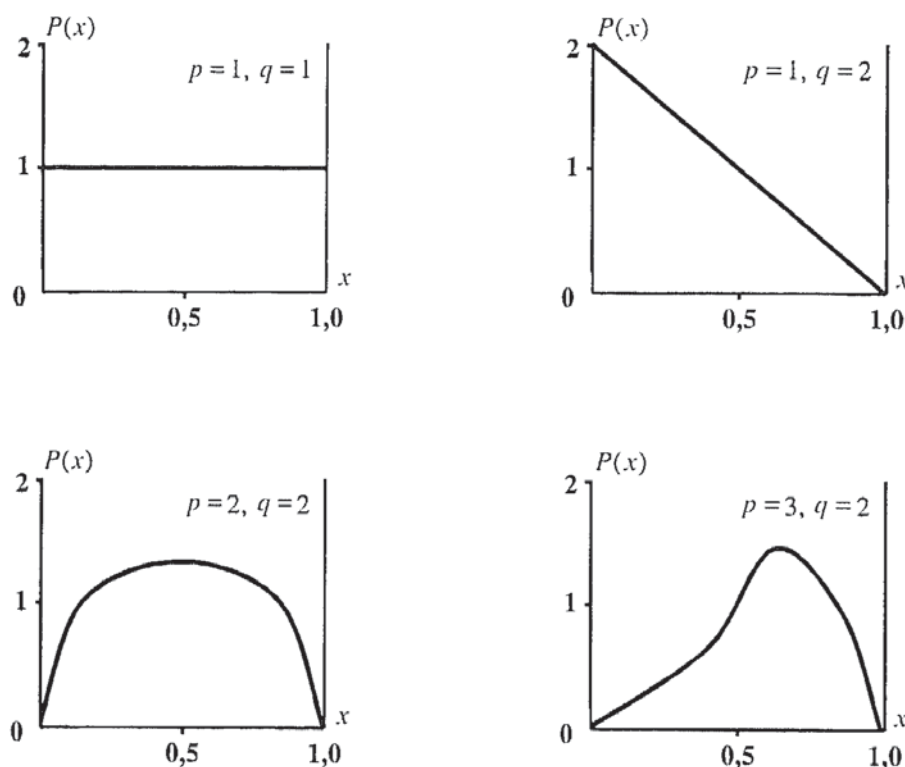 P(x)
2
p = 1, q = 1
1
0
0,5
1,0
x
P(x)
2
p = 1, q = 2
1
0
0,5
1,0
x
P(x)
2
p = 2, q = 2
1
0
0,5
1,0
x
P(x)
2
p = 3, q = 2
1
0
0,5
1,0
x